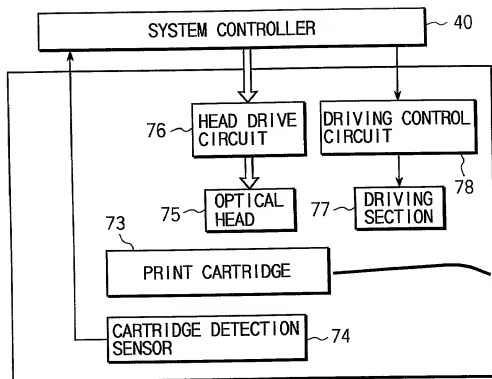 SYSTEM CONTROLLER
40
76
HEAD DRIVE
CIRCUIT
DRIVING CONTROL
CIRCUIT
78
75
OPTICAL
HEAD
77
DRIVING
SECTION
73
PRINT CARTRIDGE
CARTRIDGE DETECTION
SENSOR
74